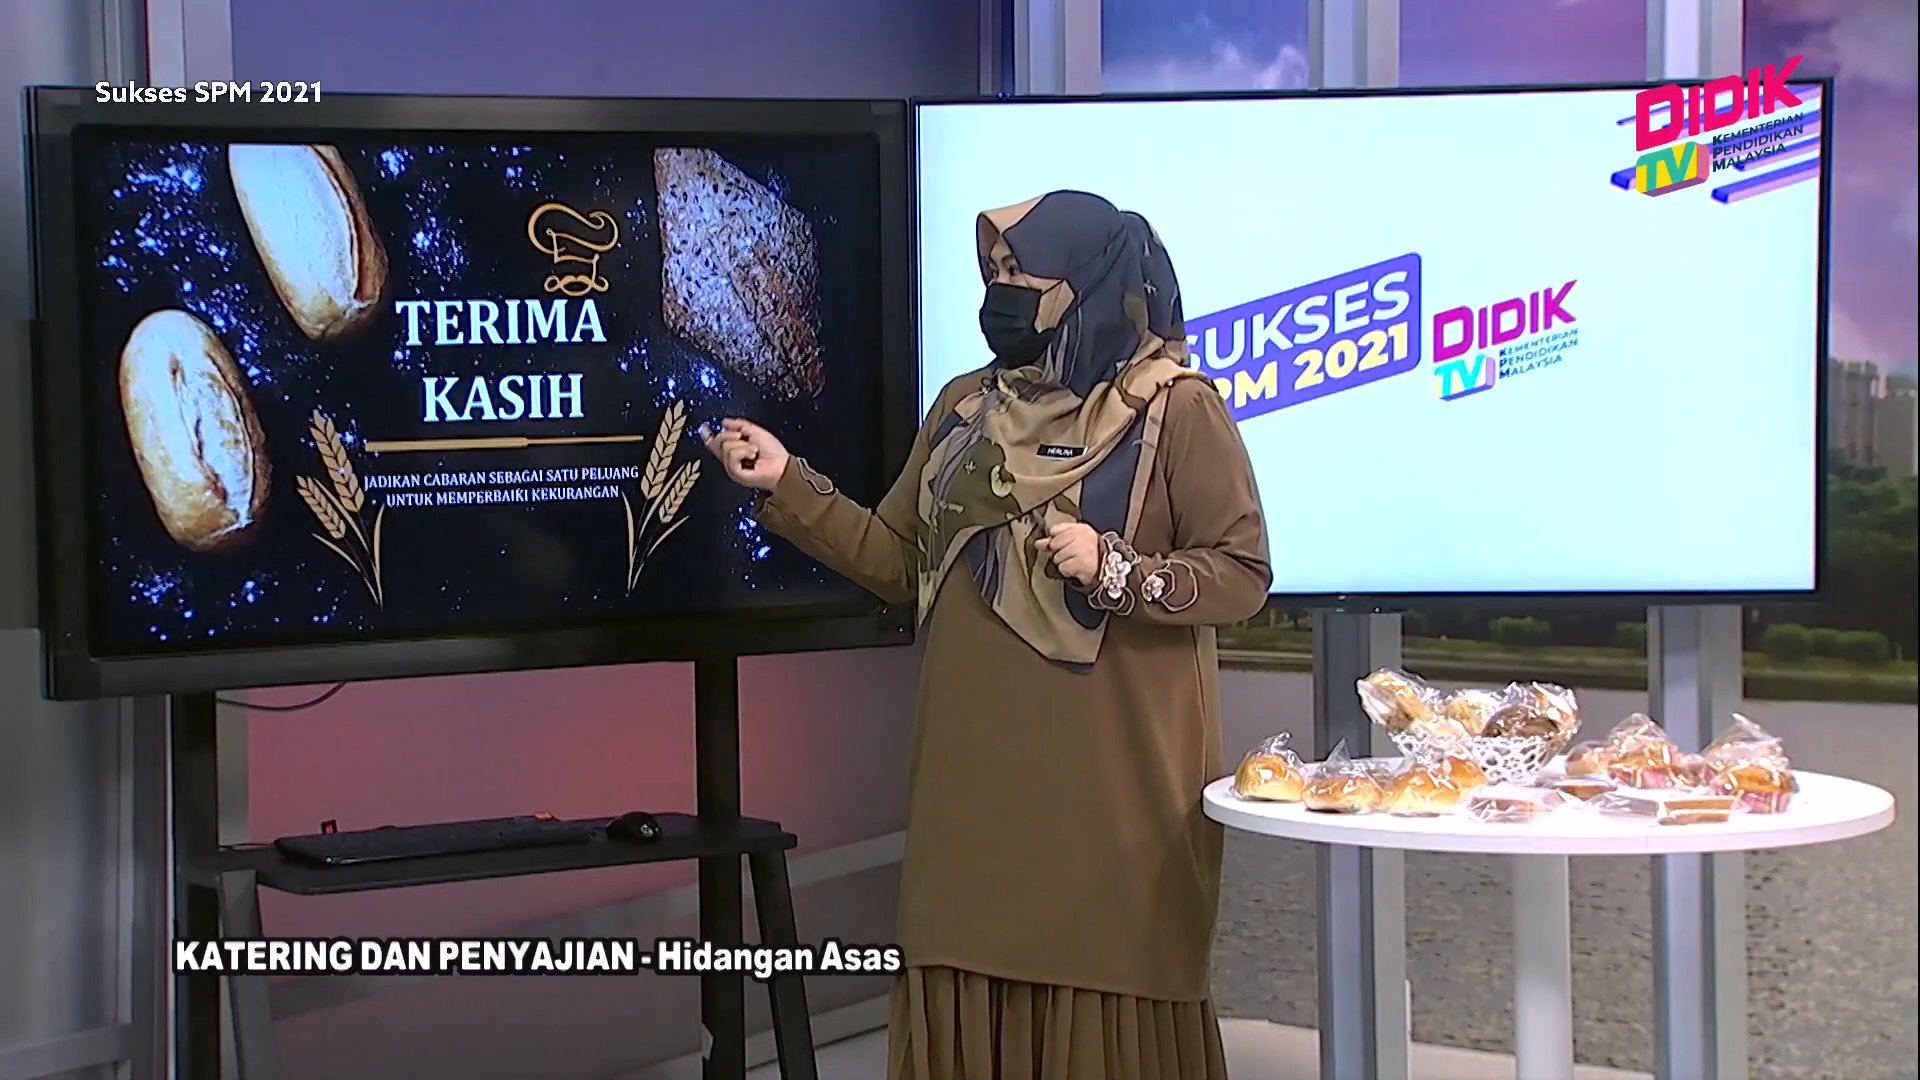 Sukses SPM 2021
TERIMA
KASIH
JADIKAN CABARAN SEBAGAI SATU PELUANG
UNTUK MEMPERBAIKI KEKURANGAN
DIDIK
TV
KEMENTERIAN
PENDIDIKAN
MALAYSIA
SUKSES
SPM 2021
DIDIK
TV
KEMENTERIAN
PENDIDIKAN
MALAYSIA
KATERING DAN PENYAJIAN - Hidangan Asas